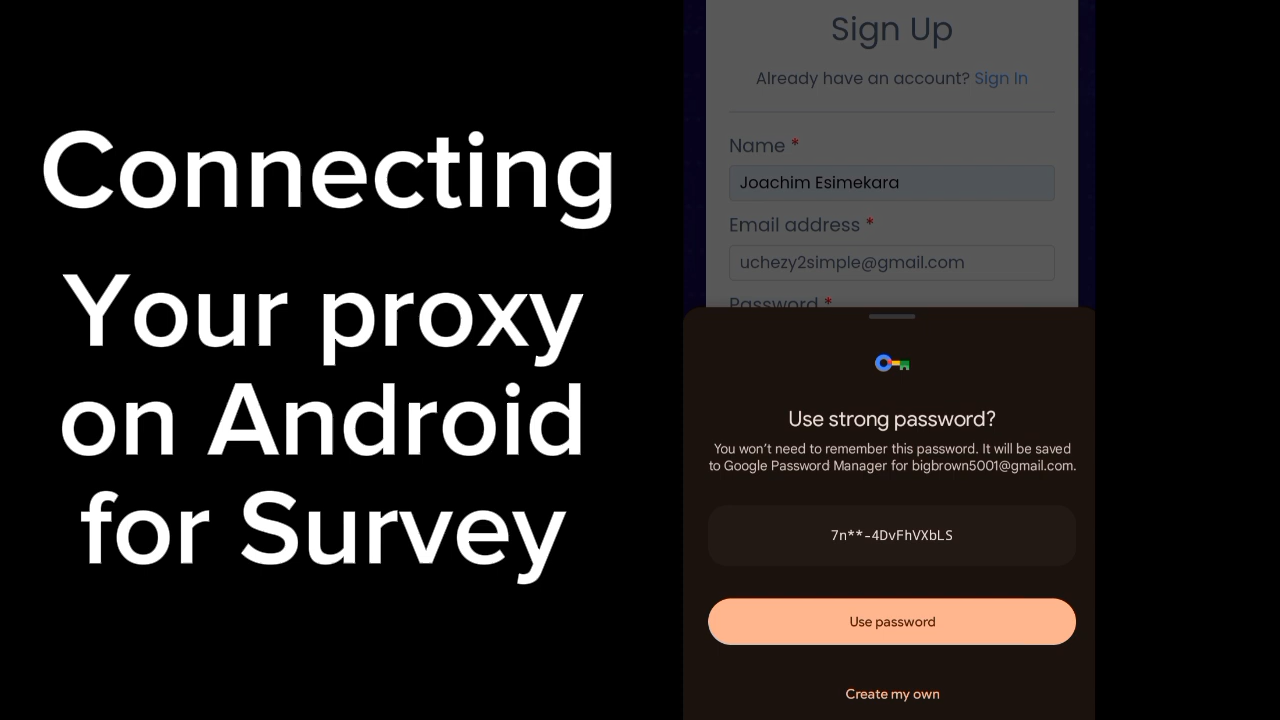 Connecting
Your proxy
on Android
for Survey
Sign Up
Already have an account? Sign In
Name *
Joachim Esimekara
Email address *
uchezy2simple@gmail.com
Password *
Use strong password?
You won’t need to remember this password. It will be saved
to Google Password Manager for bigbrown5001@gmail.com.
7n**-4DvFhVXbLS
Use password
Create my own